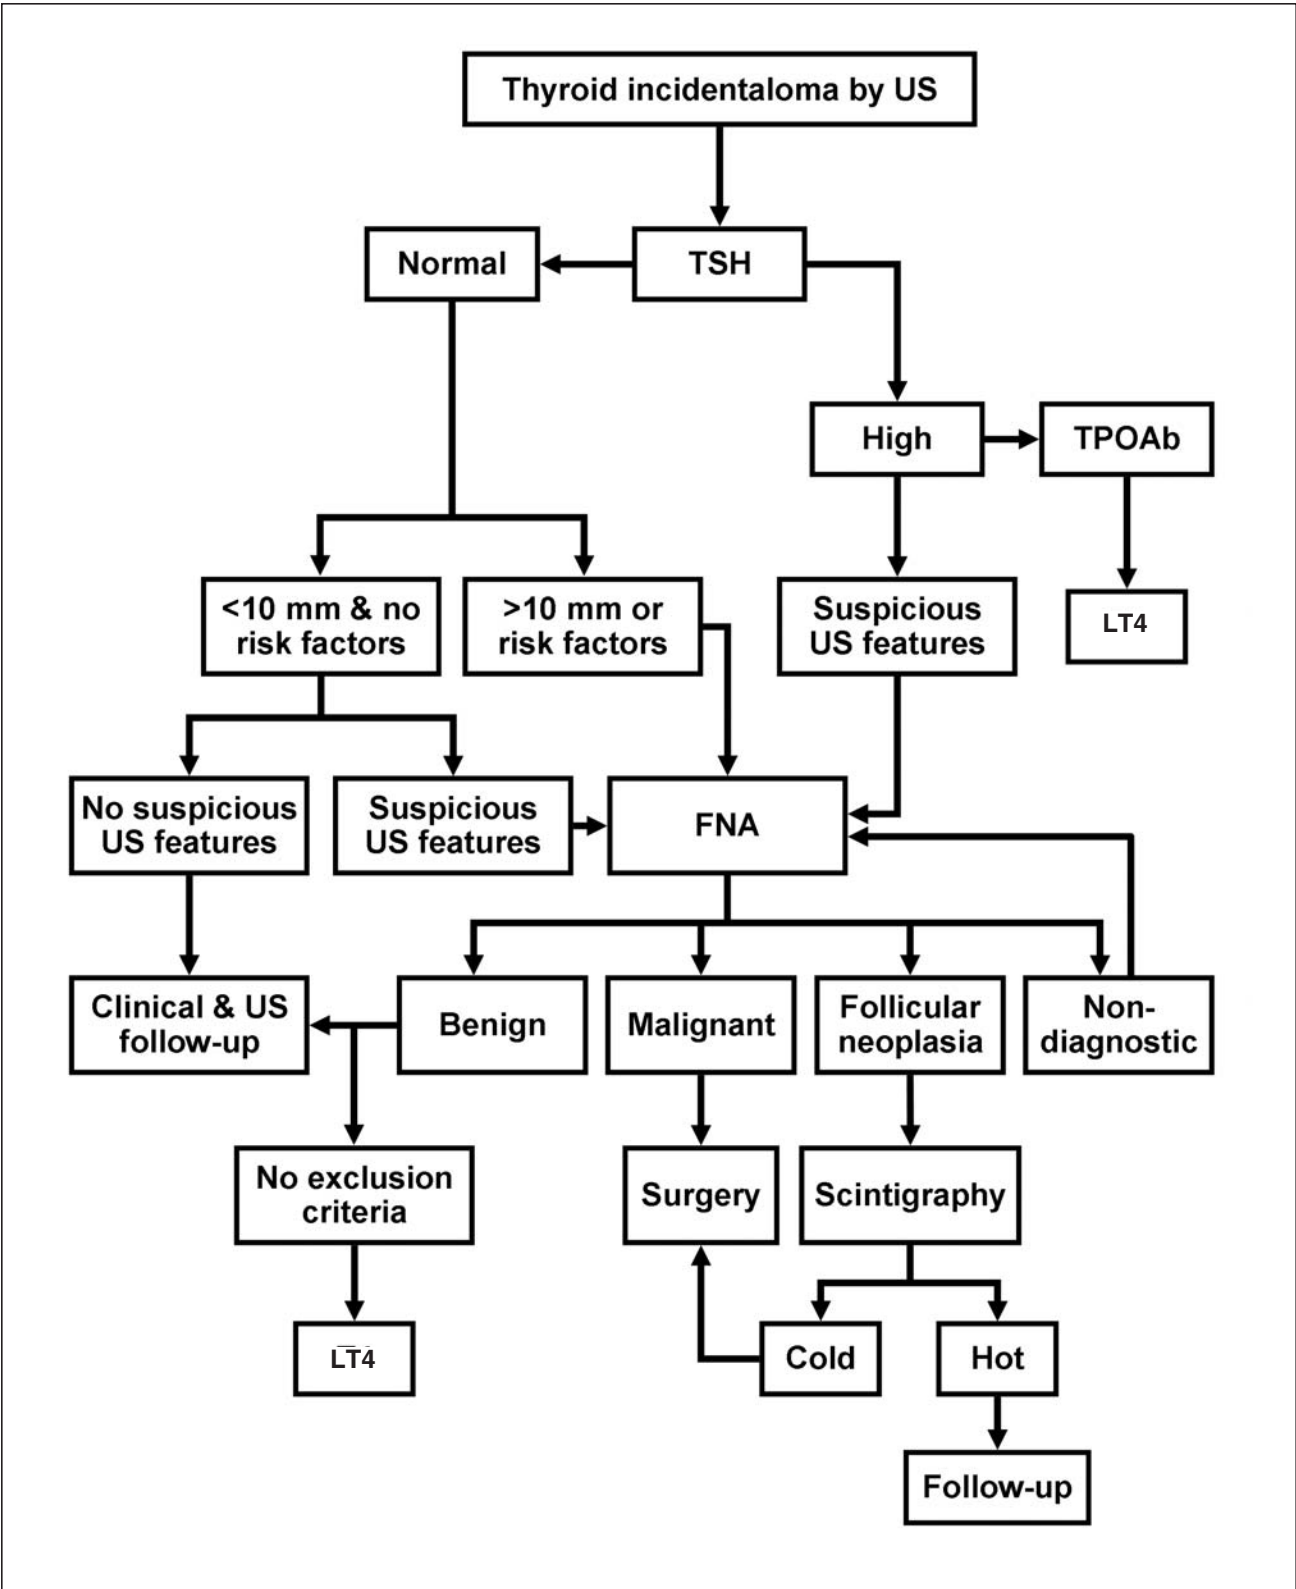 Thyroid incidentaloma by US
Normal
TSH
High
TPOAb
<10 mm & no
risk factors
>10 mm or
risk factors
Suspicious
US features
LT4
No suspicious
US features
Suspicious
US features
FNA
Clinical & US
follow-up
Benign
Malignant
Follicular
neoplasia
Non-
diagnostic
No exclusion
criteria
Surgery
Scintigraphy
LT4
Cold
Hot
Follow-up